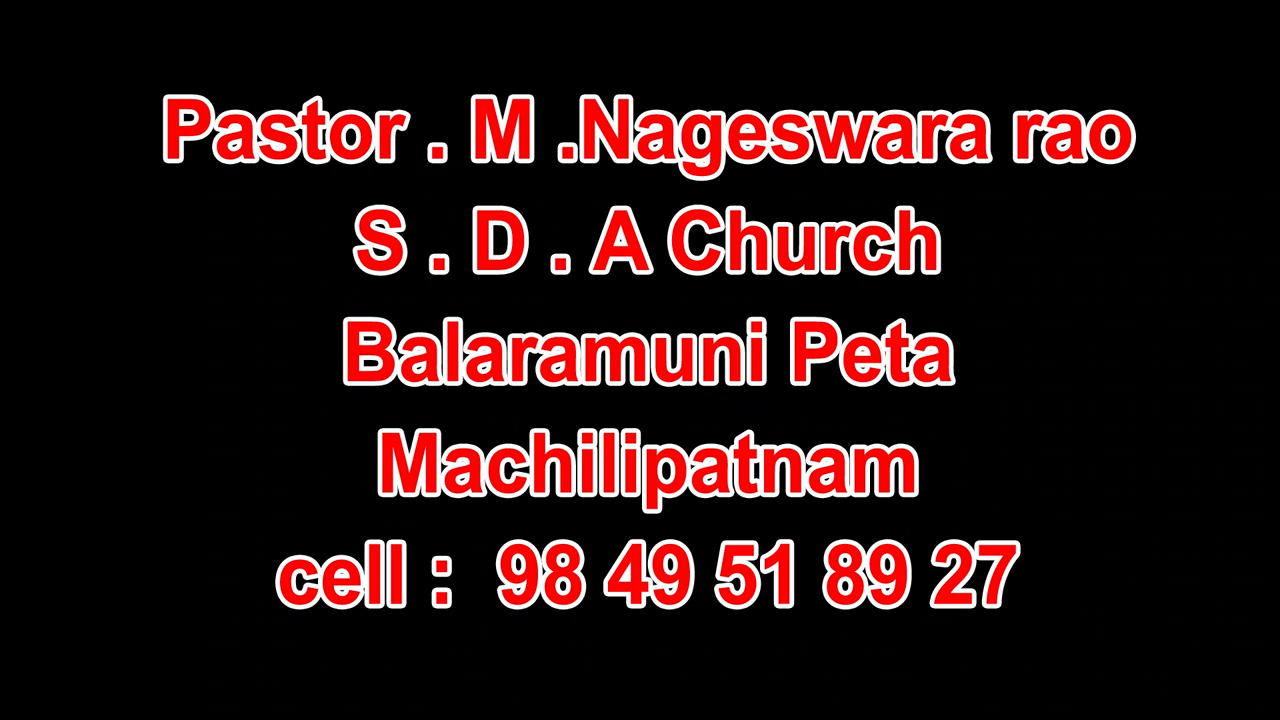 Pastor . M .Nageswara rao
S . D . A Church
Balaramuni Peta
Machilipatnam
cell :  98 49 51 89 27